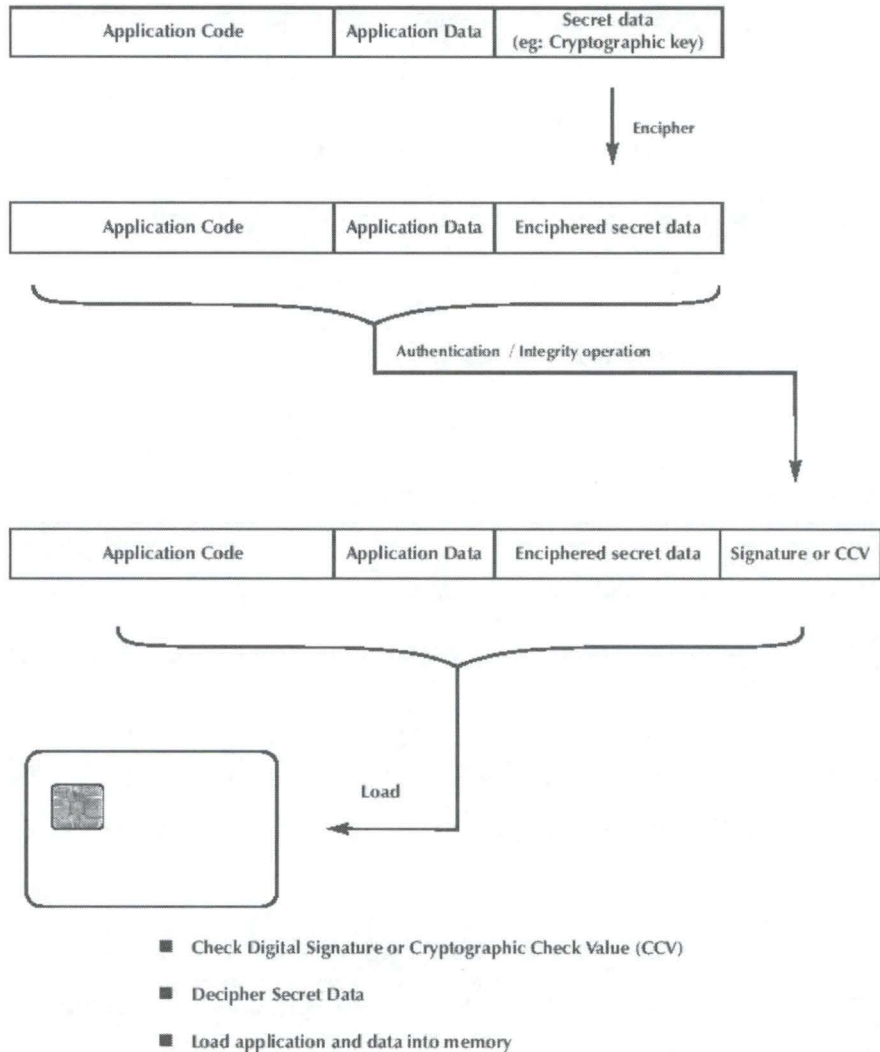 Application Code Application Data Secret data
(eg: Cryptographic key)
Encipher
Application Code Application Data Enciphered secret data
Authentication / Integrity operation
Application Code Application Data Enciphered secret data Signature or CCV
Load
■ Check Digital Signature or Cryptographic Check Value (CCV)
■ Decipher Secret Data
■ Load application and data into memory